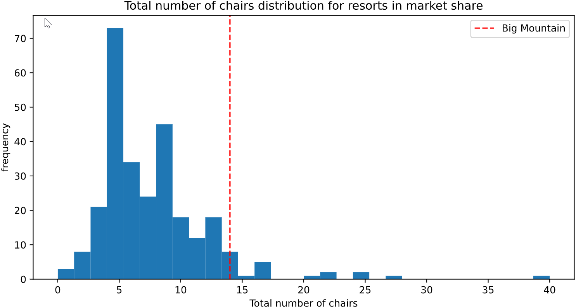 Total number of chairs distribution for resorts in market share
Big Mountain
frequency
70
60
50
40
30
20
10
0
0 5 10 15 20 25 30 35 40
Total number of chairs